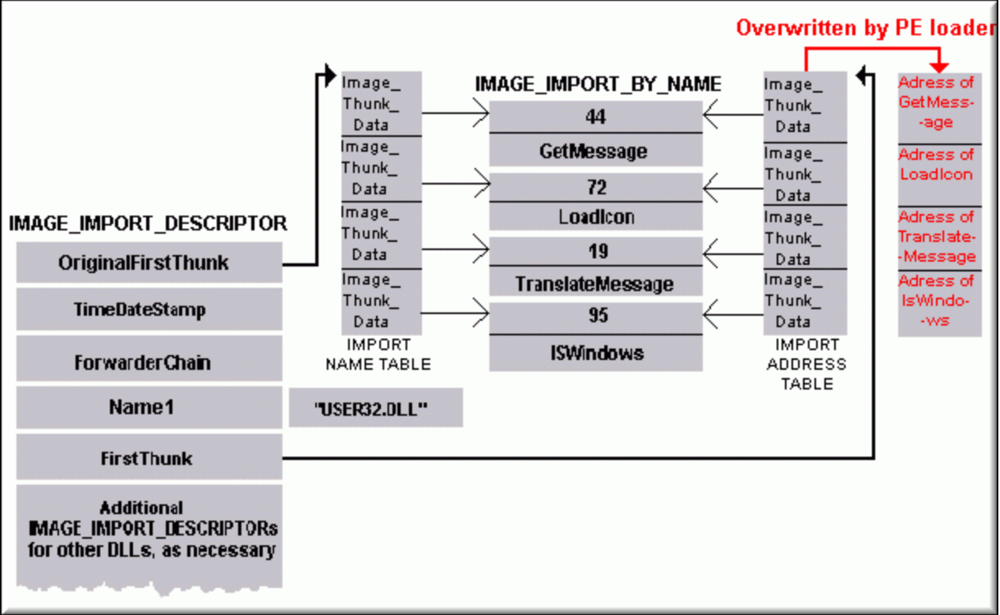 Overwritten by PE loader
IMAGE_IMPORT_DESCRIPTOR
OriginalFirstThunk
TimeDateStamp
ForwarderChain
Name1
"USER32.DLL"
FirstThunk
Additional
IMAGE_IMPORT_DESCRIPTORs
for other DLLs, as necessary
Image_
Thunk_
Data
Image_
Thunk_
Data
Image_
Thunk_
Data
Image_
Thunk_
Data
IMPORT
NAME TABLE
IMAGE_IMPORT_BY_NAME
44
GetMessage
72
LoadIcon
19
TranslateMessage
95
ISWindows
Image_
Thunk_
Data
Image_
Thunk_
Data
Image_
Thunk_
Data
Image_
Thunk_
Data
IMPORT
ADDRESS
TABLE
Adress of
GetMess-
-age
Adress of
LoadIcon
Adress of
Translate-
-Message
Adress of
IsWindo-
-ws